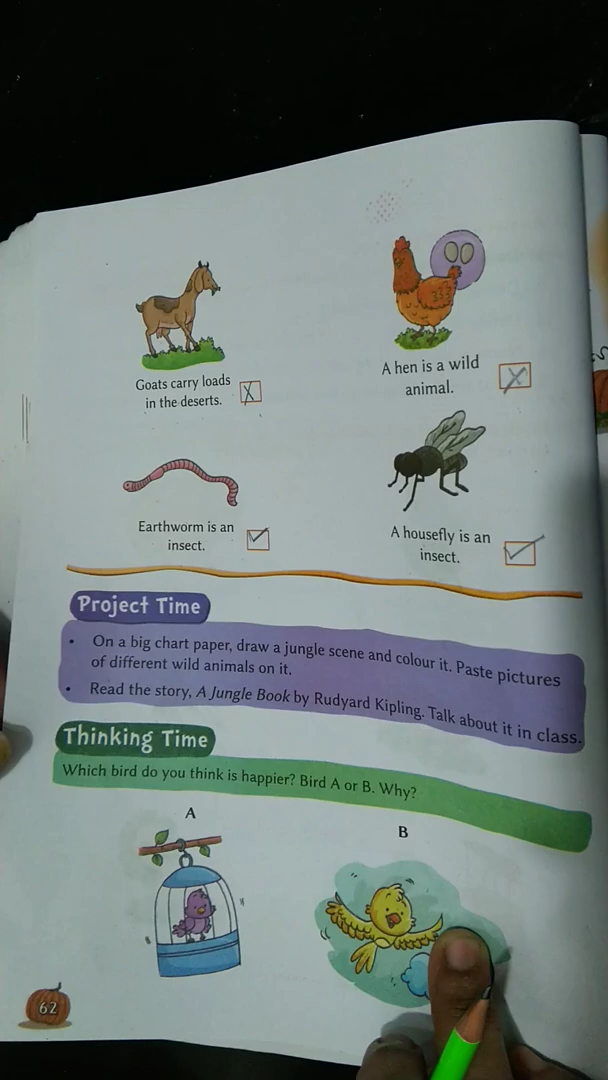 Goats carry loads
in the deserts.
A hen is a wild
animal.
Earthworm is an
insect.
A housefly is an
insect.
Project Time
• On a big chart paper, draw a jungle scene and colour it. Paste pictures
of different wild animals on it.
• Read the story, A Jungle Book by Rudyard Kipling. Talk about it in class.
Thinking Time
Which bird do you think is happier? Bird A or B. Why?
A
B
62